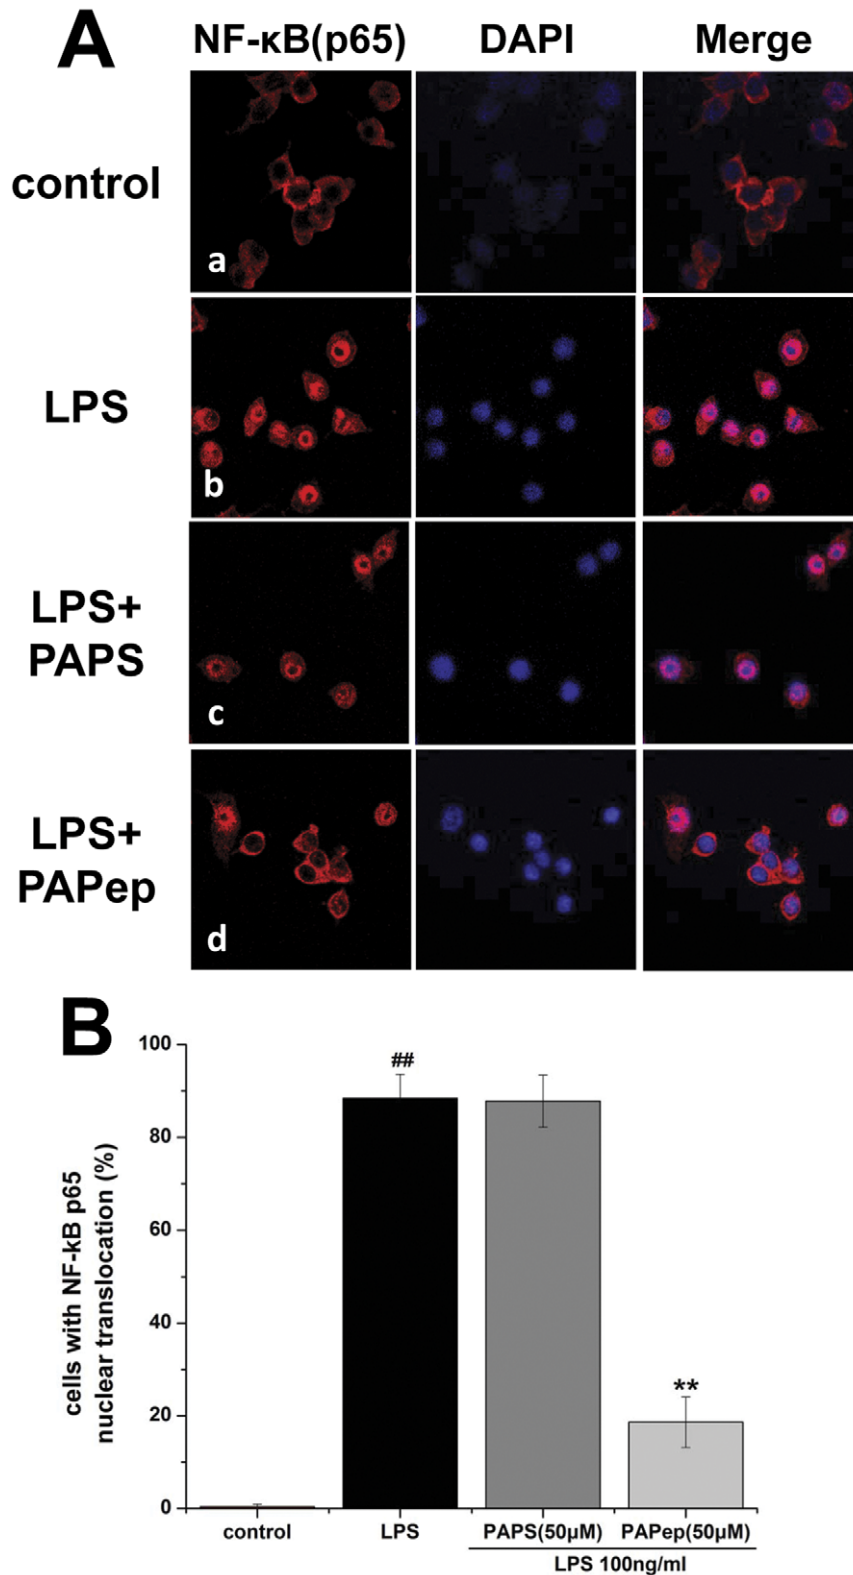 A
NF-κB(p65) DAPI Merge
control
a
LPS
b
LPS+
PAPS
c
LPS+
PAPep
d
B
cells with NF-kB p65
nuclear translocation (%)
100
80
60
40
20
0
##
**
control LPS PAPS(50μM) PAPep(50μM)
LPS 100ng/ml